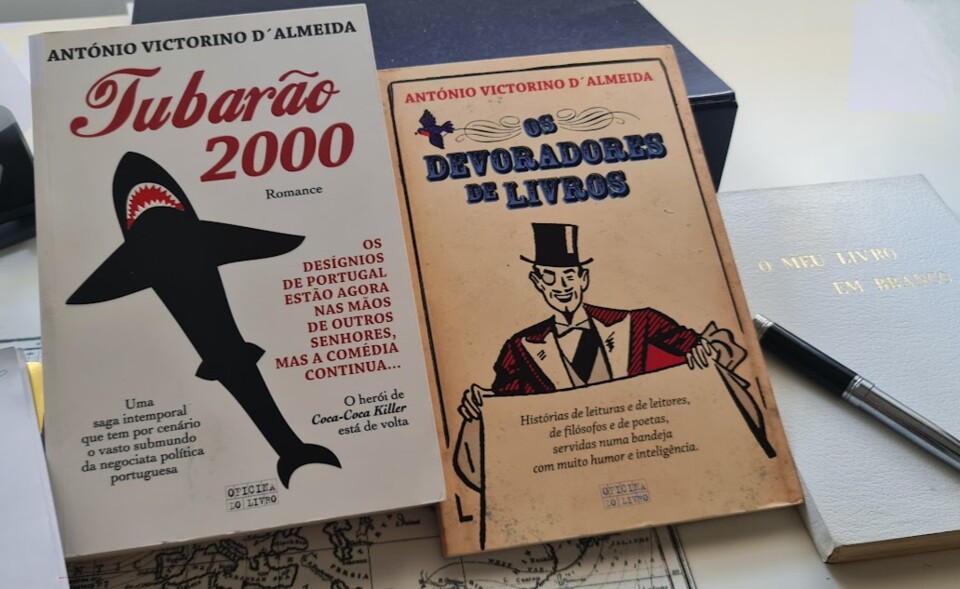 ANTÓNIO VICTORINO D´ALMEIDA
Tubarão
2000
Romance
OS
DESÍGNIOS
DE PORTUGAL
ESTÃO AGORA
NAS MÃOS
DE OUTROS
SENHORES,
MAS A COMÉDIA
CONTINUA...
O herói de
Coca-Coca Killer
está de volta
Uma
saga intemporal
que tem por cenário
o vasto submundo
da negociata política
portuguesa
OFICINA
DO LIVRO
ANTÓNIO VICTORINO D´ALMEIDA
OS
DEVORADORES
DE LIVROS
Histórias de leituras e de leitores,
de filósofos e de poetas,
servidas numa bandeja
com muito humor e inteligência.
OFICINA
DO LIVRO
O MEU LIVRO
EM BRANCO